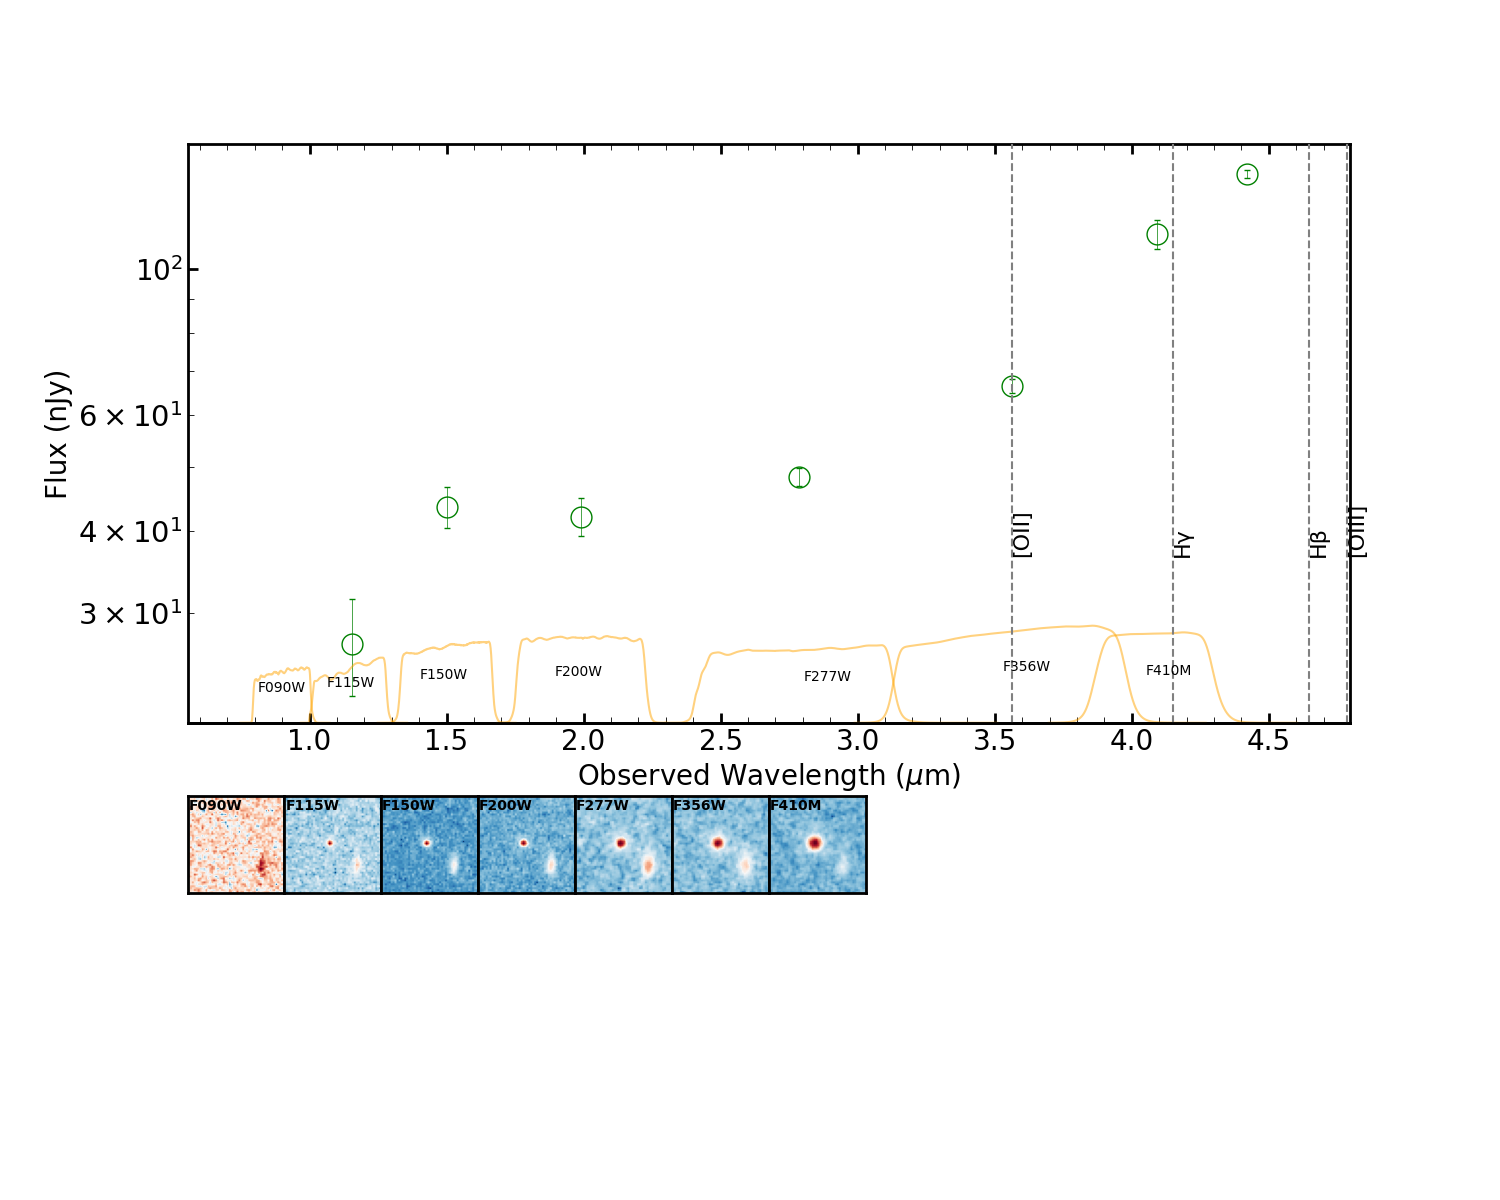 Flux (nJy)
10²
6 × 10¹
4 × 10¹
3 × 10¹
[OII]
Hγ
Hβ
[OIII]
F090W
F115W
F150W
F200W
F277W
F356W
F410M
1.0 1.5 2.0 2.5 3.0 3.5 4.0 4.5
Observed Wavelength (μm)
F090W F115W F150W F200W F277W F356W F410M